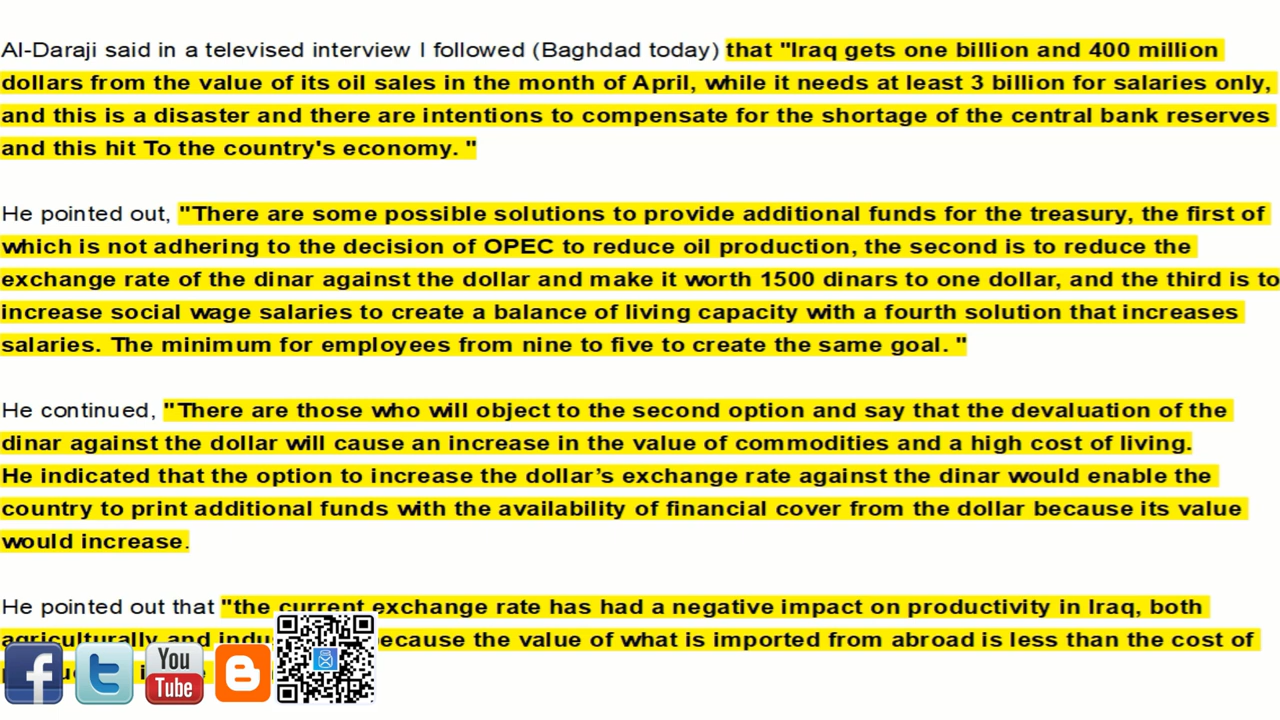 Al-Daraji said in a televised interview I followed (Baghdad today) that "Iraq gets one billion and 400 million
dollars from the value of its oil sales in the month of April, while it needs at least 3 billion for salaries only,
and this is a disaster and there are intentions to compensate for the shortage of the central bank reserves
and this hit To the country's economy. "
He pointed out, "There are some possible solutions to provide additional funds for the treasury, the first of
which is not adhering to the decision of OPEC to reduce oil production, the second is to reduce the
exchange rate of the dinar against the dollar and make it worth 1500 dinars to one dollar, and the third is to
increase social wage salaries to create a balance of living capacity with a fourth solution that increases
salaries. The minimum for employees from nine to five to create the same goal. "
He continued, "There are those who will object to the second option and say that the devaluation of the
dinar against the dollar will cause an increase in the value of commodities and a high cost of living.
He indicated that the option to increase the dollar’s exchange rate against the dinar would enable the
country to print additional funds with the availability of financial cover from the dollar because its value
would increase.
He pointed out that "the current exchange rate has had a negative impact on productivity in Iraq, both
agriculturally and because the value of what is imported from abroad is less than the cost of
You
Tube